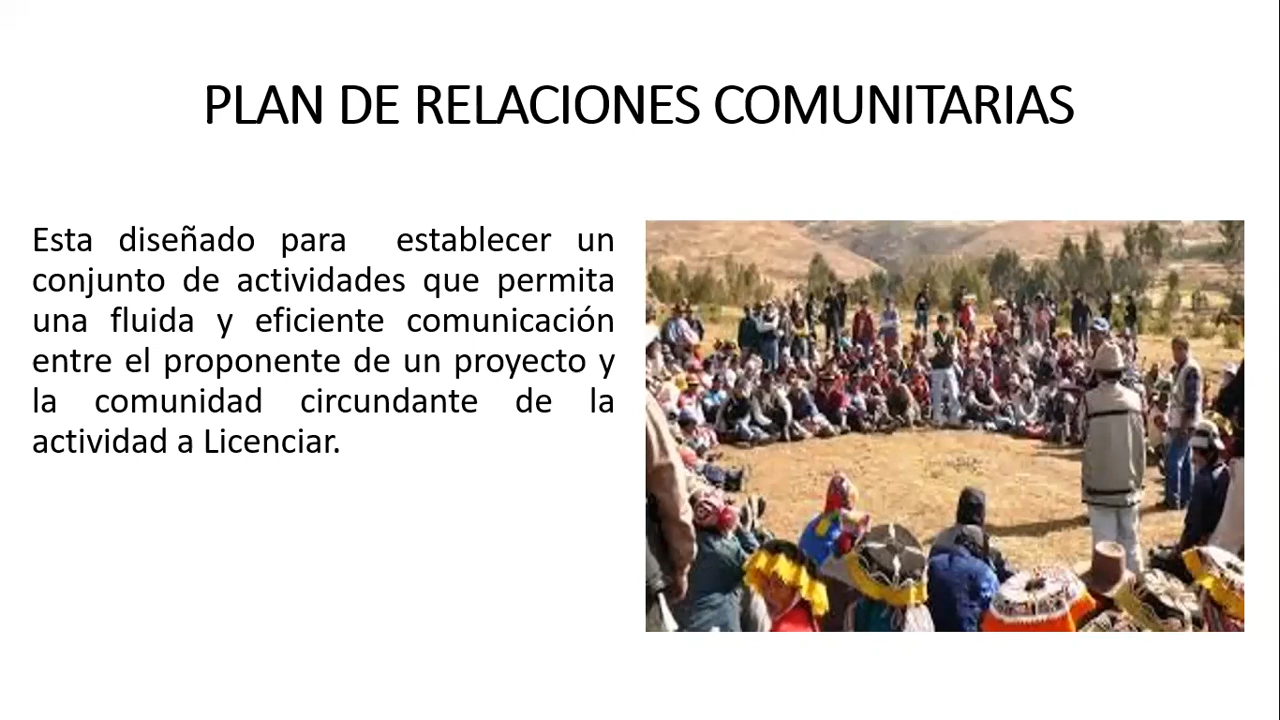 PLAN DE RELACIONES COMUNITARIAS
Esta diseñado para establecer un
conjunto de actividades que permita
una fluida y eficiente comunicación
entre el proponente de un proyecto y
la comunidad circundante de la
actividad a Licenciar.